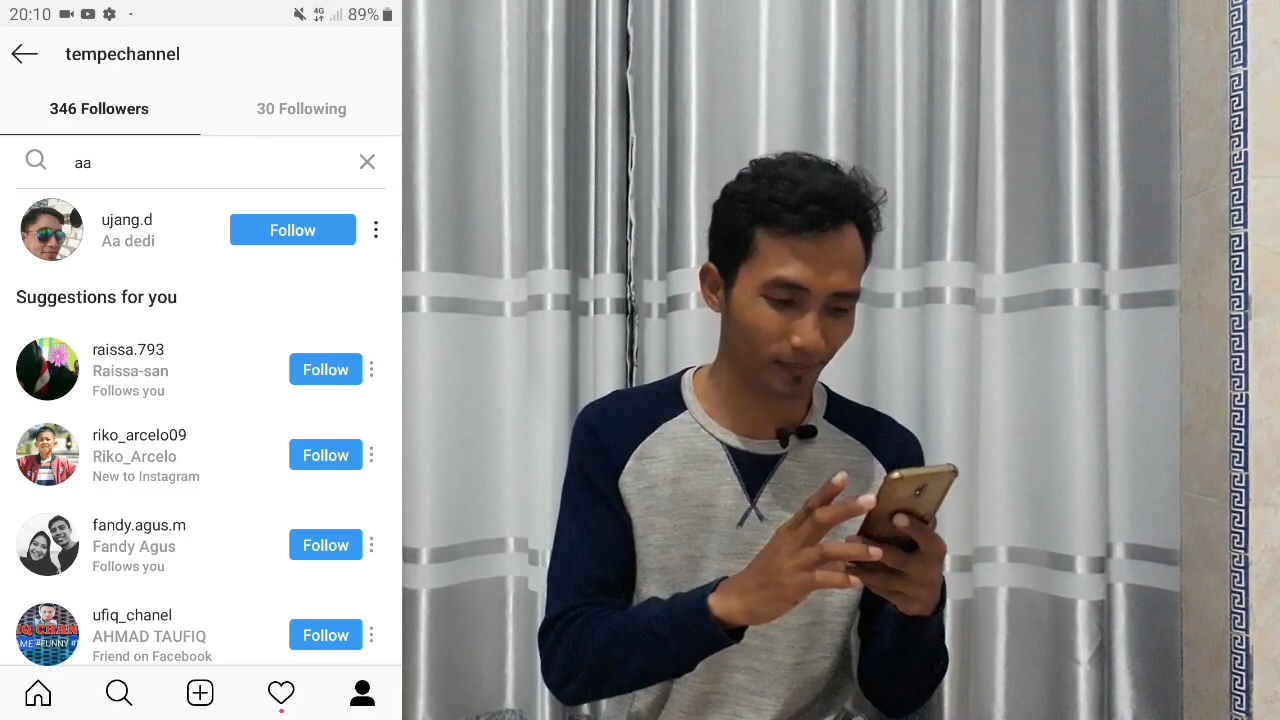 20:10 4G 89%
tempechannel
346 Followers 30 Following
aa
ujang.d
Aa dedi
Follow
Suggestions for you
raissa.793
Raissa-san
Follows you
Follow
riko_arcelo09
Riko_Arcelo
New to Instagram
Follow
fandy.agus.m
Fandy Agus
Follows you
Follow
ufiq_chanel
AHMAD TAUFIQ
Friend on Facebook
Follow